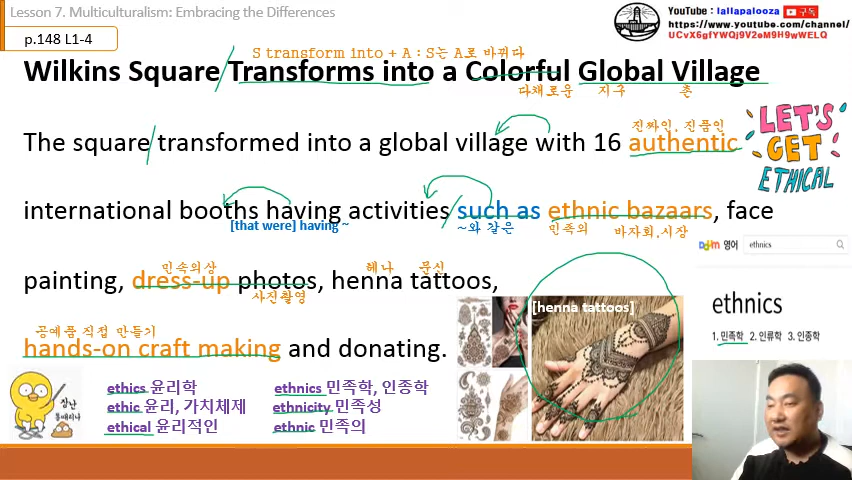 Lesson 7. Multiculturalism: Embracing the Differences
YouTube : lallapalooza 구독
https://www.youtube.com/channel/
UCvX6gfYWQj9V2eM9H9wWELQ
p.148 L1-4
S transform into + A : S는 A로 바뀌다
Wilkins Square Transforms into a Colorful Global Village
다채로운 지구 촌
진짜인, 진품인
The square transformed into a global village with 16 authentic
LET'S
GET
ETHICAL
international booths having activities such as ethnic bazaars, face
[that were] having ~
~와 같은
민족의
바자회,시장
Daum 영어 ethnics
민속의상
헤나 문신
painting, dress-up photos, henna tattoos,
사진촬영
ethnics
1. 민족학 2. 인류학 3. 인종학
[henna tattoos]
공예품 직접 만들기
hands-on craft making and donating.
ethics 윤리학
ethnics 민족학, 인종학
ethic 윤리, 가치체제
ethnicity 민족성
ethical 윤리적인
ethnic 민족의
장난